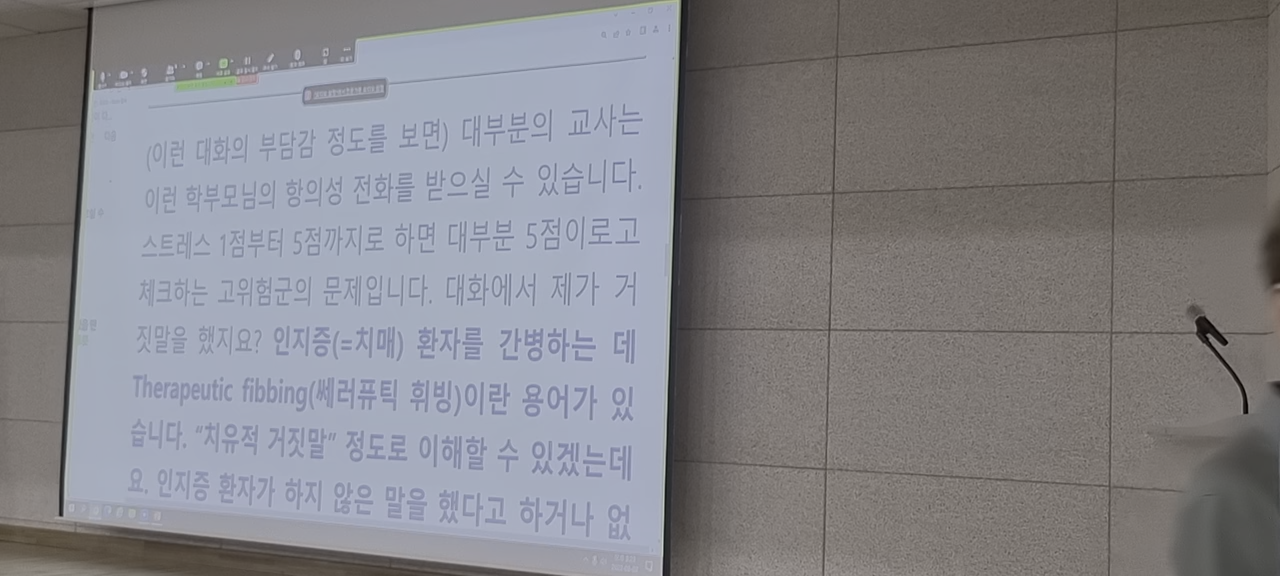 (이런 대화의 부담감 정도를 보면) 대부분의 교사는
이런 학부모님의 항의성 전화를 받으실 수 있습니다.
스트레스 1점부터 5점까지로 하면 대부분 5점이로고
체크하는 고위험군의 문제입니다. 대화에서 제가 거
짓말을 했지요? 인지증(=치매) 환자를 간병하는 데
Therapeutic fibbing(쎄러퓨틱 휘빙)이란 용어가 있
습니다. “치유적 거짓말” 정도로 이해할 수 있겠는데
요. 인지증 환자가 하지 않은 말을 했다고 하거나 없